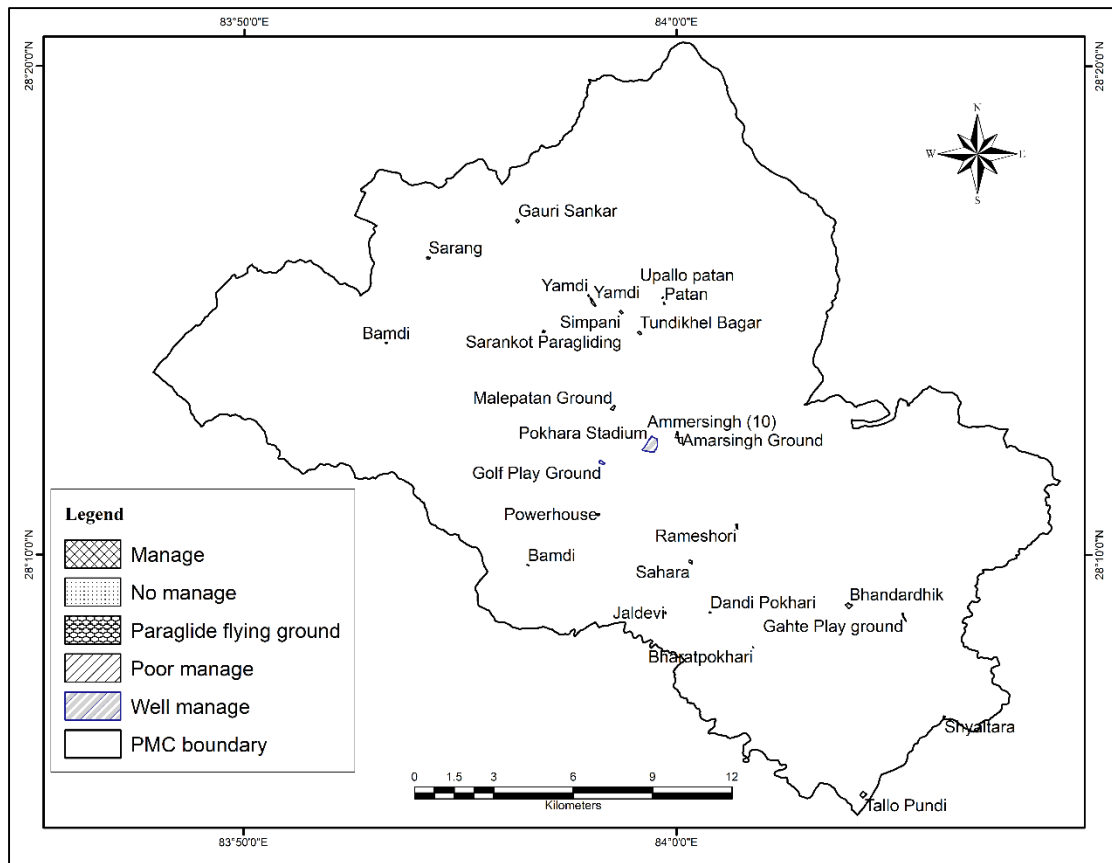 83°50'0"E
84°0'0"E
28°20'0"N
28°20'0"N
N
W
E
S
Gauri Sankar
Sarang
Upallo patan
Yamdi
Yamdi
Patan
Simpani
Tundikhel Bagar
Bamdi
Sarankot Paragliding
Malepatan Ground
Ammersingh (10)
Pokhara Stadium
Amarsingh Ground
Golf Play Ground
Powerhouse
Rameshori
28°10'0"N
28°10'0"N
Bamdi
Sahara
Bhandardhik
Jaldevi
Dandi Pokhari
Gahte Play ground
Bharatpokhari
Shyaltara
Tallo Pundi
Legend
Manage
No manage
Paraglide flying ground
Poor manage
Well manage
PMC boundary
0 1.5 3 6 9 12
Kilometers
83°50'0"E
84°0'0"E